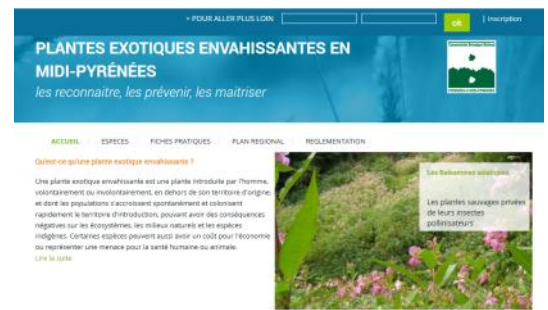 > POUR ALLER PLUS LOIN
ok
| Inscription
PLANTES EXOTIQUES ENVAHISSANTES EN
MIDI-PYRÉNÉES
les reconnaitre, les prévenir, les maitriser
ACCUEIL ESPECES FICHES PRATIQUES PLAN REGIONAL REGLEMENTATION
Qu'est-ce qu'une plante exotique envahissante ?
Une plante exotique envahissante est une plante introduite par l'homme,
volontairement ou involontairement, en dehors de son territoire d'origine,
et dont les populations s'accroissent spontanément et colonisent
rapidement le territoire d'introduction, pouvant avoir des conséquences
négatives sur les écosystèmes, les milieux naturels et les espèces
indigènes. Certaines espèces peuvent aussi avoir un coût pour l'économie
ou représenter une menace pour la santé humaine ou animale.
Lire la suite
Les Balsamines asiatiques
Les plantes sauvages privées
de leurs insectes
pollinisateurs